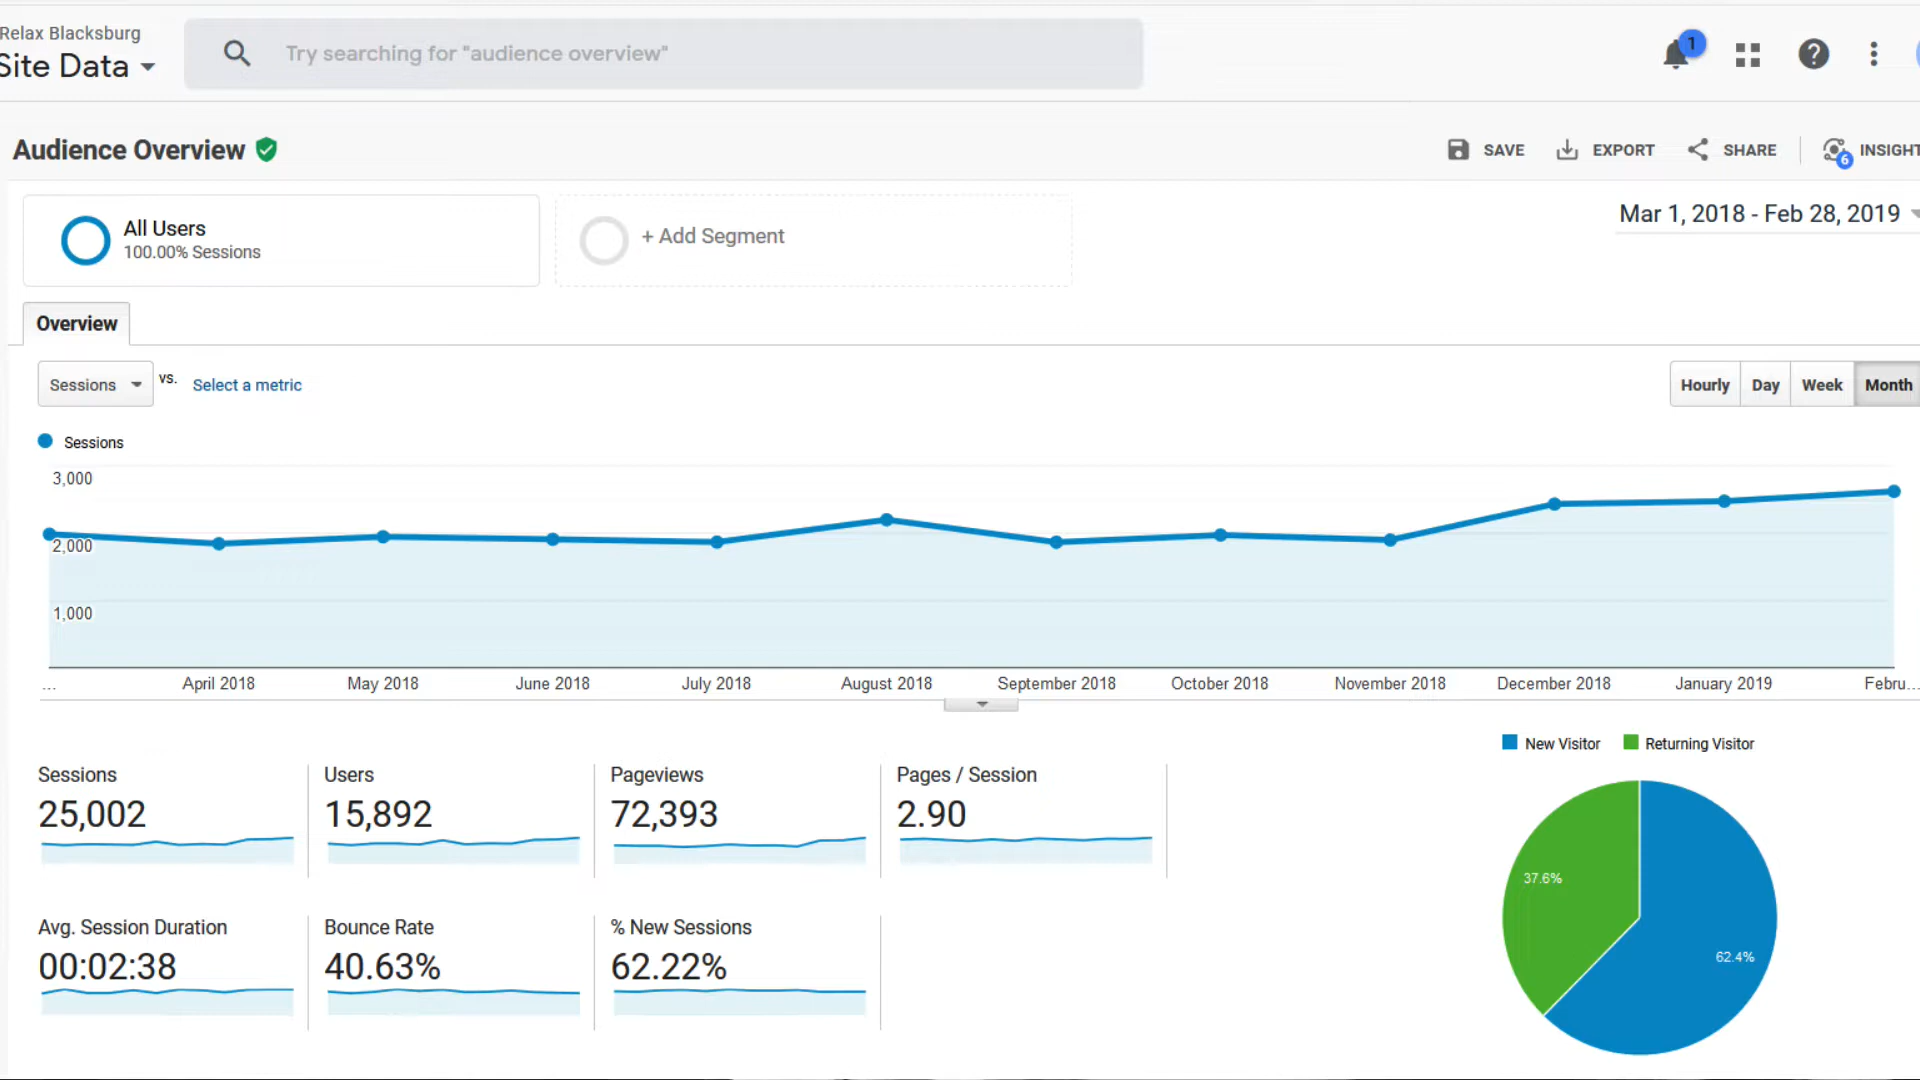 Relax Blacksburg
Site Data
Try searching for "audience overview"
1
Audience Overview
SAVE
EXPORT
SHARE
6
INSIGHT
All Users
100.00% Sessions
+ Add Segment
Mar 1, 2018 - Feb 28, 2019
Overview
Sessions
vs.
Select a metric
Hourly
Day
Week
Month
Sessions
3,000
2,000
1,000
...
April 2018
May 2018
June 2018
July 2018
August 2018
September 2018
October 2018
November 2018
December 2018
January 2019
Febru...
New Visitor
Returning Visitor
Sessions
25,002
Users
15,892
Pageviews
72,393
Pages / Session
2.90
37.6%
62.4%
Avg. Session Duration
00:02:38
Bounce Rate
40.63%
% New Sessions
62.22%